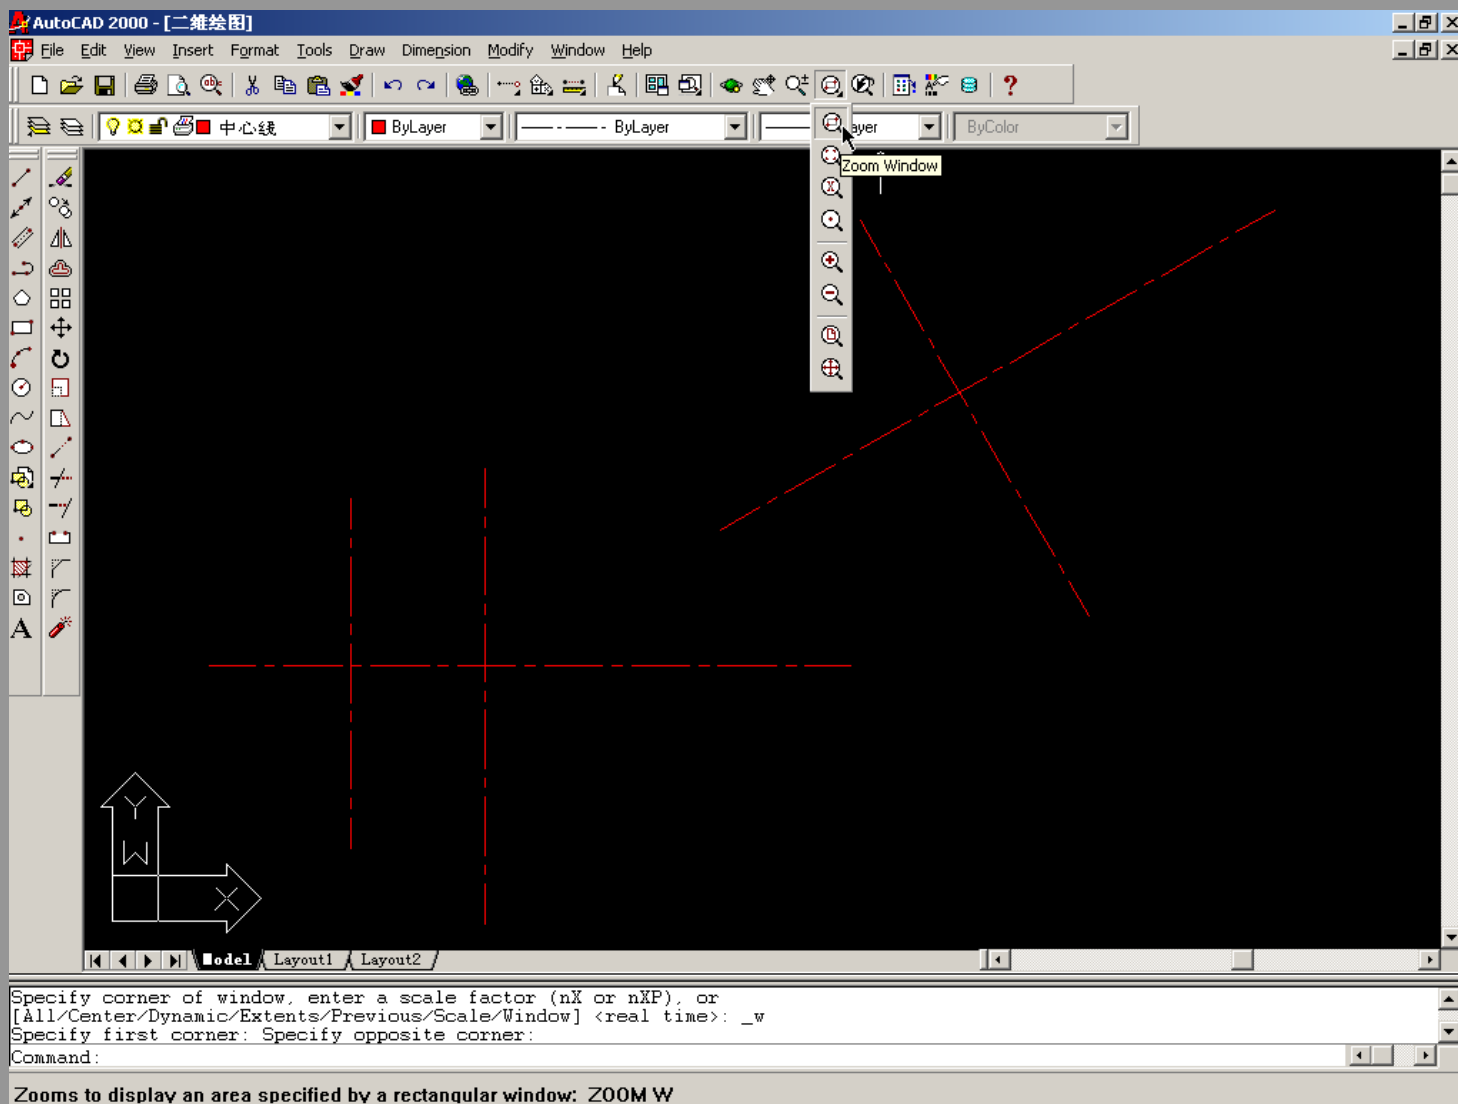 AutoCAD 2000 - [二維绘图]
File Edit View Insert Format Tools Draw Dimension Modify Window Help
中心线 ByLayer ByLayer ayer ByColor
Zoom Window
Y
W
X
A
Model Layout1 Layout2
Specify corner of window, enter a scale factor (nX or nXP), or
[All/Center/Dynamic/Extents/Previous/Scale/Window] <real time>: _w
Specify first corner: Specify opposite corner:
Command:
Zooms to display an area specified by a rectangular window: ZOOM W